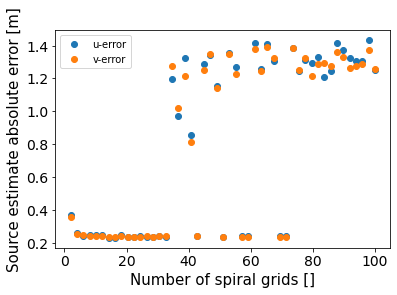 u-error
v-error
1.4
1.2
1.0
0.8
0.6
0.4
0.2
Source estimate absolute error [m]
0 20 40 60 80 100
Number of spiral grids []